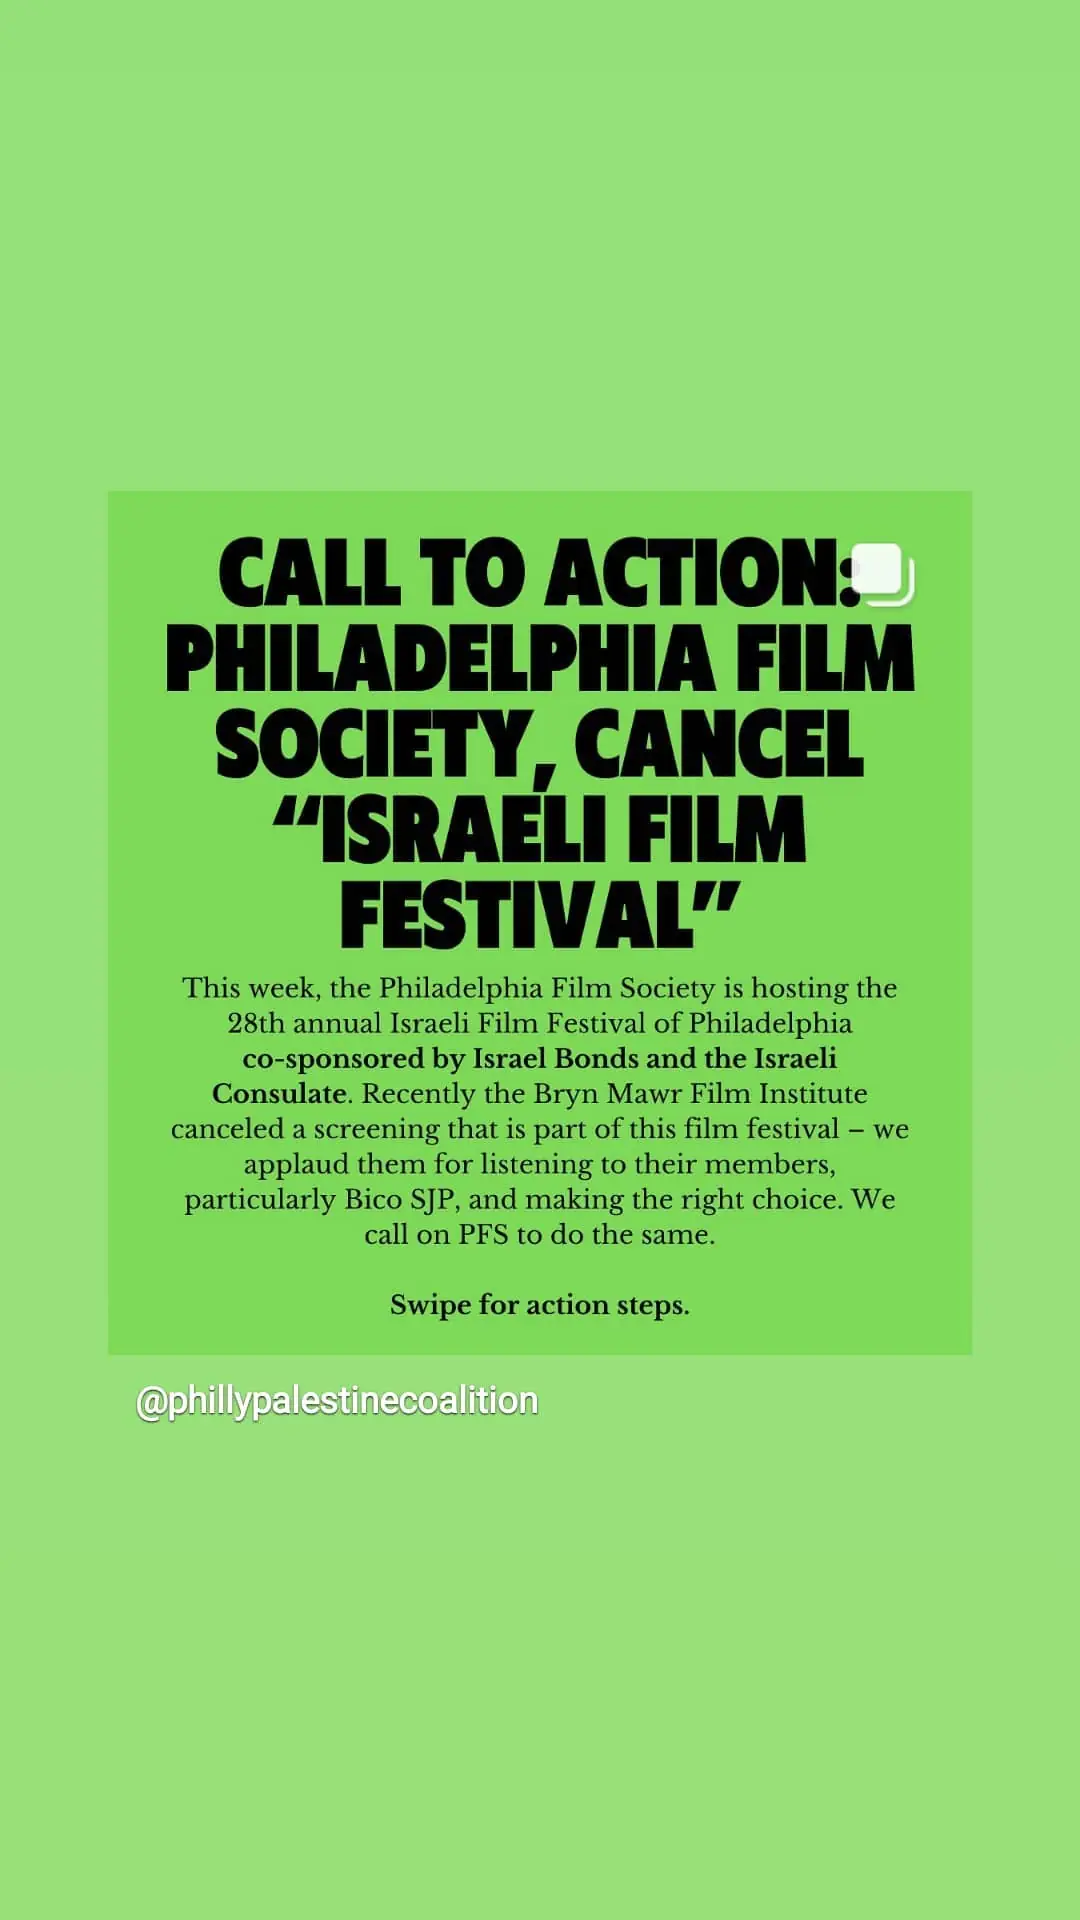 CALL TO ACTION:
PHILADELPHIA FILM
SOCIETY, CANCEL
“ISRAELI FILM
FESTIVAL”
This week, the Philadelphia Film Society is hosting the
28th annual Israeli Film Festival of Philadelphia
co-sponsored by Israel Bonds and the Israeli
Consulate. Recently the Bryn Mawr Film Institute
canceled a screening that is part of this film festival – we
applaud them for listening to their members,
particularly Bico SJP, and making the right choice. We
call on PFS to do the same.
Swipe for action steps.
@phillypalestinecoalition